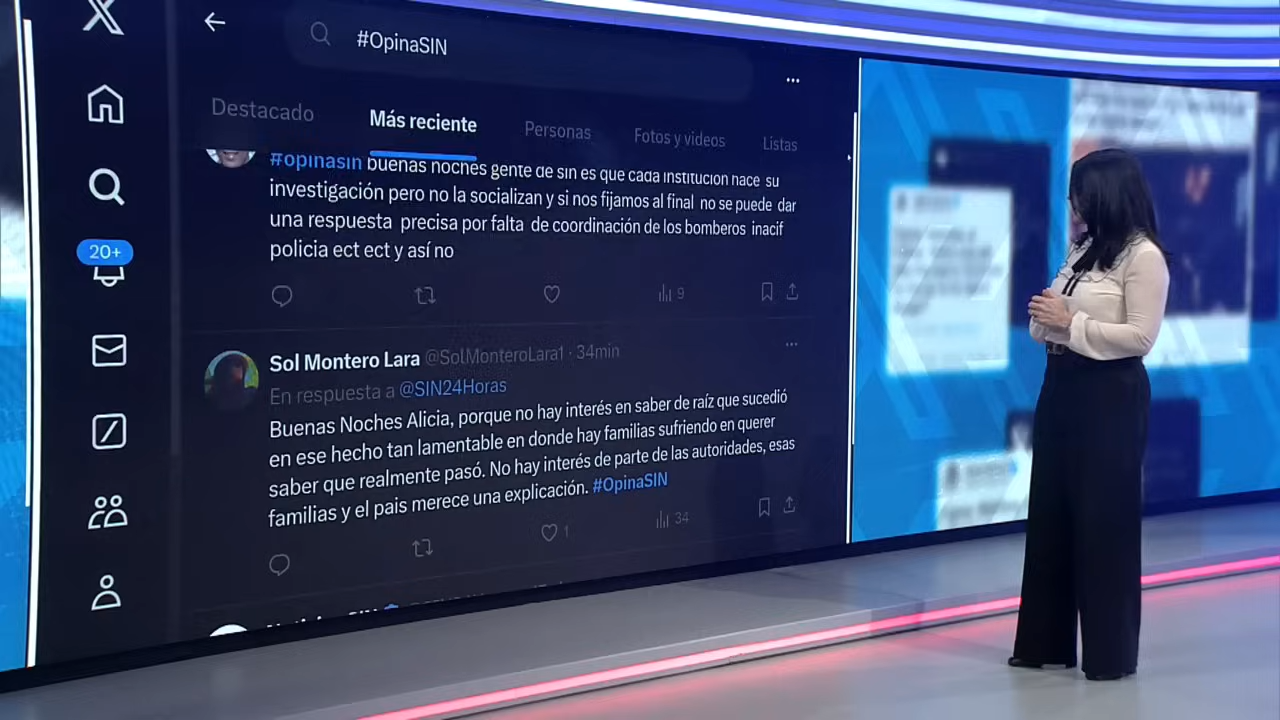 #OpinaSIN
Destacado
Más reciente
Personas
Fotos y videos
Listas
#opinasin buenas noches gente de sin es que cada institucion hace su
investigación pero no la socializan y si nos fijamos al final no se puede dar
una respuesta precisa por falta de coordinación de los bomberos inacif
policia ect ect y así no
9
20+
Sol Montero Lara @SolMonteroLara1 · 34min
En respuesta a @SIN24Horas
Buenas Noches Alicia, porque no hay interés en saber de raíz que sucedió
en ese hecho tan lamentable en donde hay familias sufriendo en querer
saber que realmente pasó. No hay interés de parte de las autoridades, esas
familias y el pais merece una explicación. #OpinaSIN
1
34